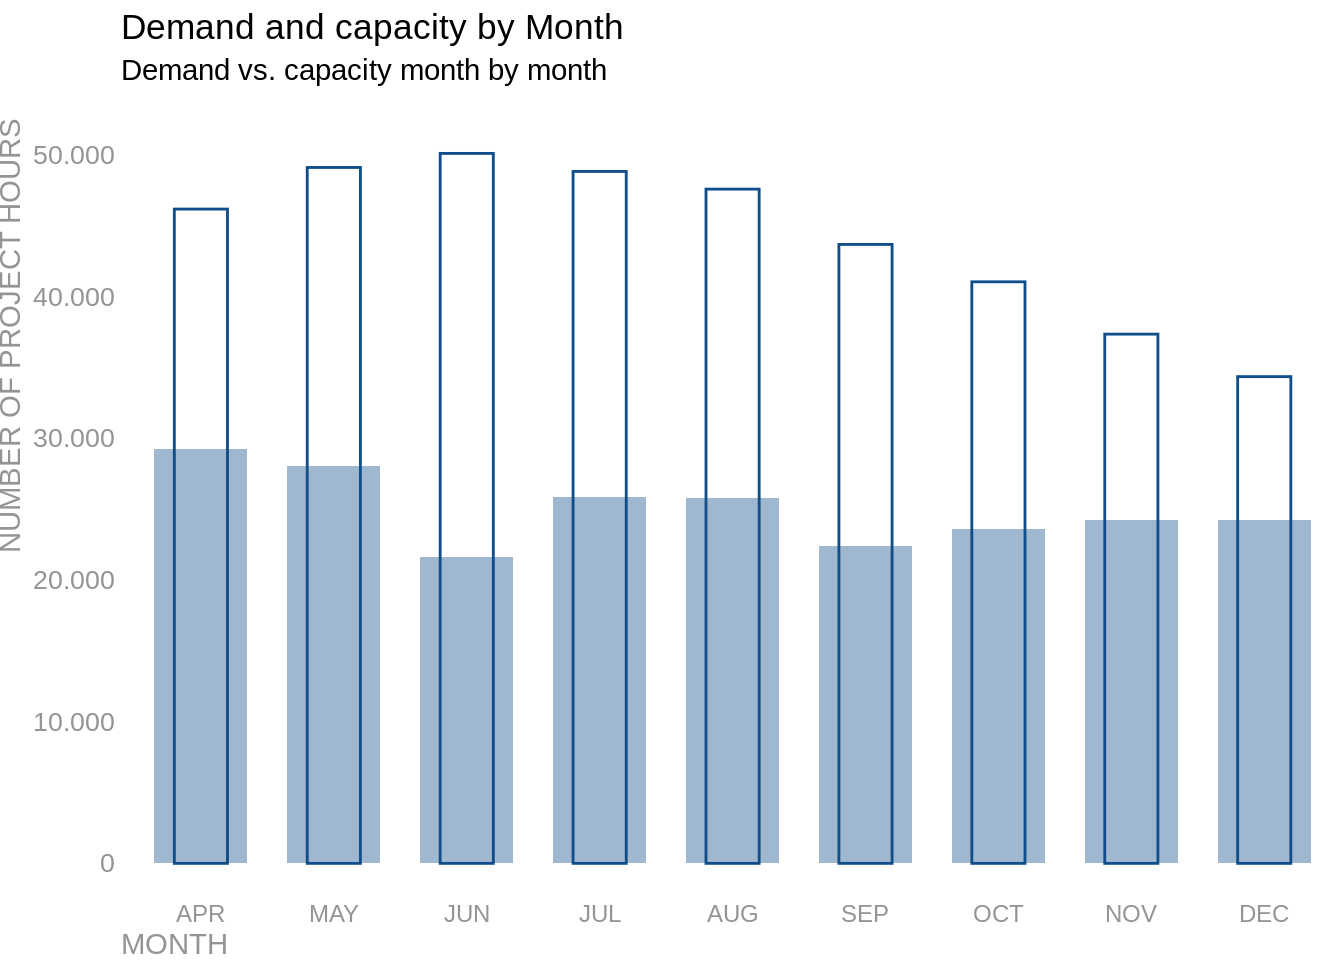 Demand and capacity by Month
Demand vs. capacity month by month
NUMBER OF PROJECT HOURS
50.000
40.000
30.000
20.000
10.000
0
APR MAY JUN JUL AUG SEP OCT NOV DEC
MONTH